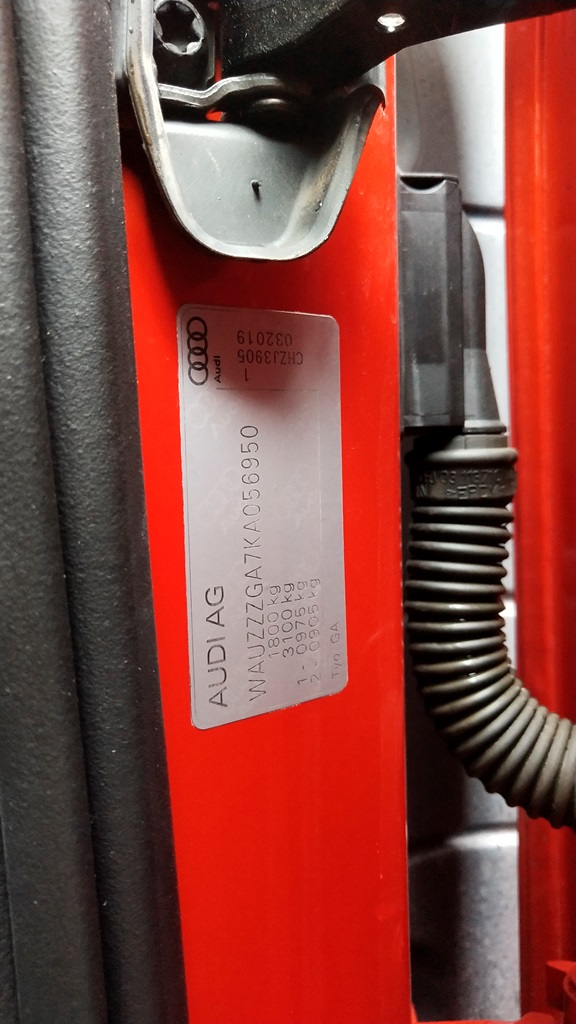 AUDI AG
WAUZZZGA7KA056950
1800 kg
3100 kg
1 - 0975 kg
2 - 0905 kg
Typ GA
Audi
1
CHZJ3905
032019